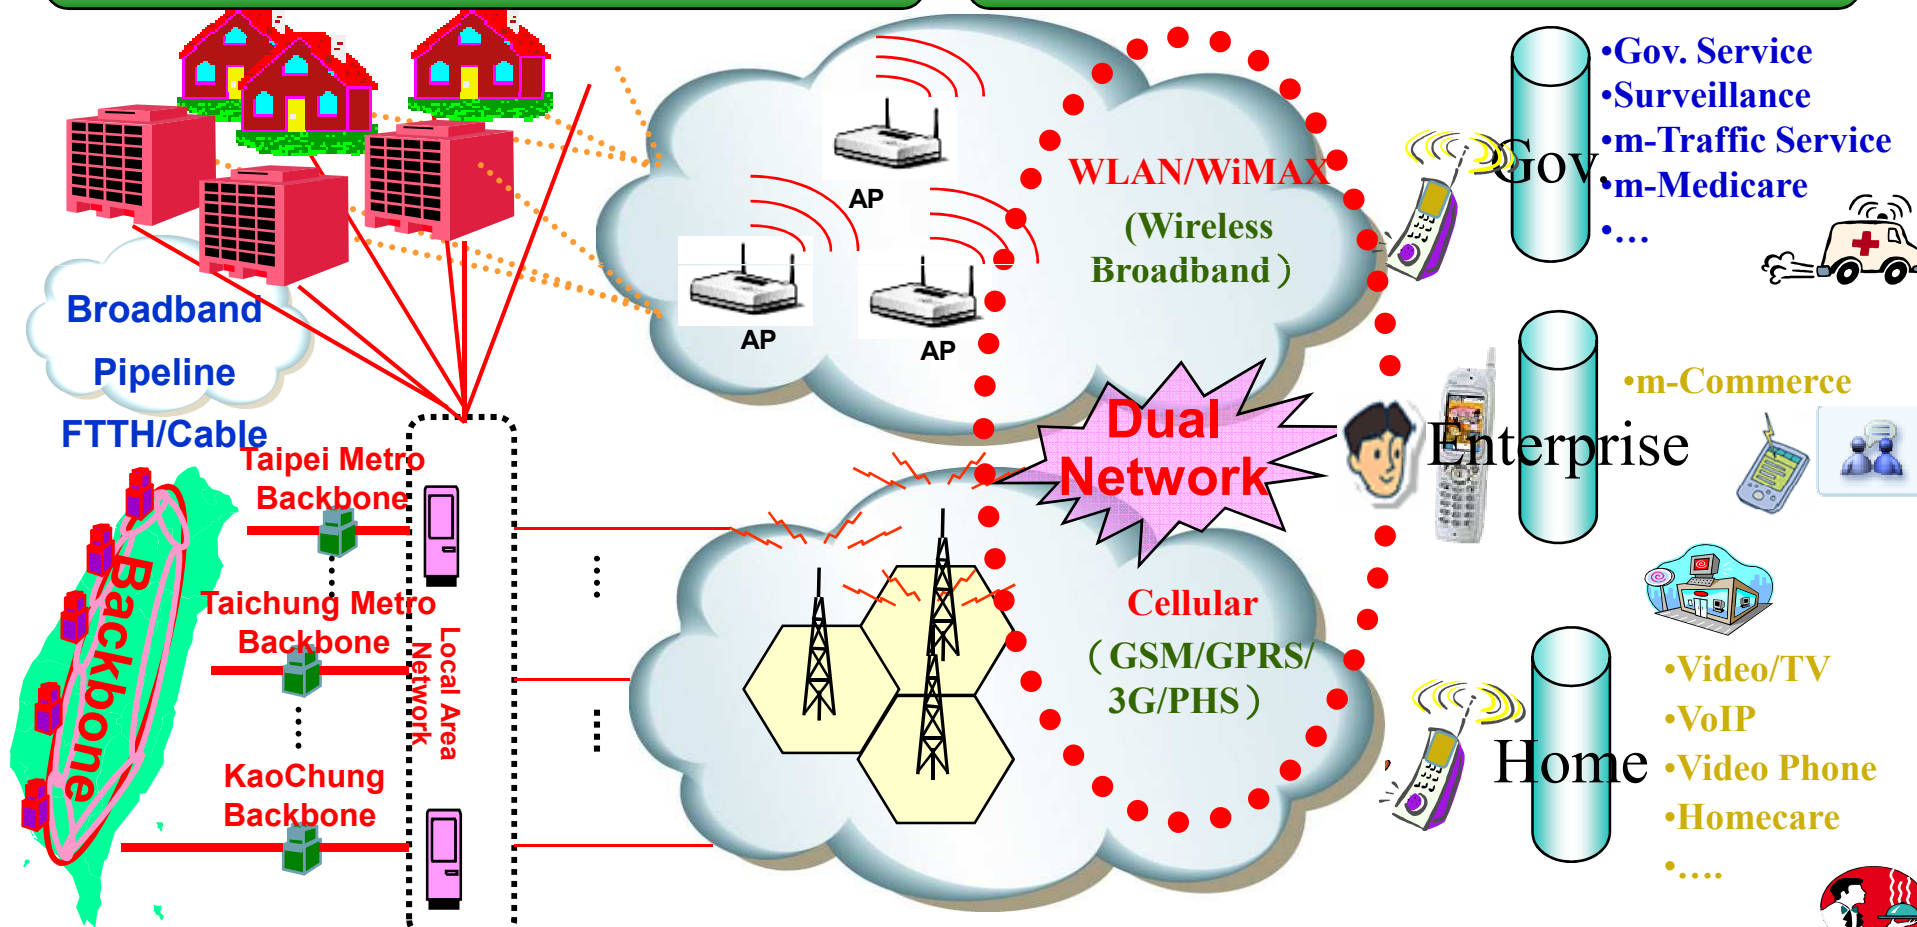 Broadband
Pipeline
FTTH/Cable
Taipei Metro
Backbone
Taichung Metro
Backbone
KaoChung
Backbone
Backbone
Local Area
Network
AP
AP
AP
WLAN/WiMAX
(Wireless
Broadband）
Dual
Network
Cellular
（GSM/GPRS/
3G/PHS）
Gov.
•Gov. Service
•Surveillance
•m-Traffic Service
•m-Medicare
•…
Enterprise
•m-Commerce
Home
•Video/TV
•VoIP
•Video Phone
•Homecare
•.….